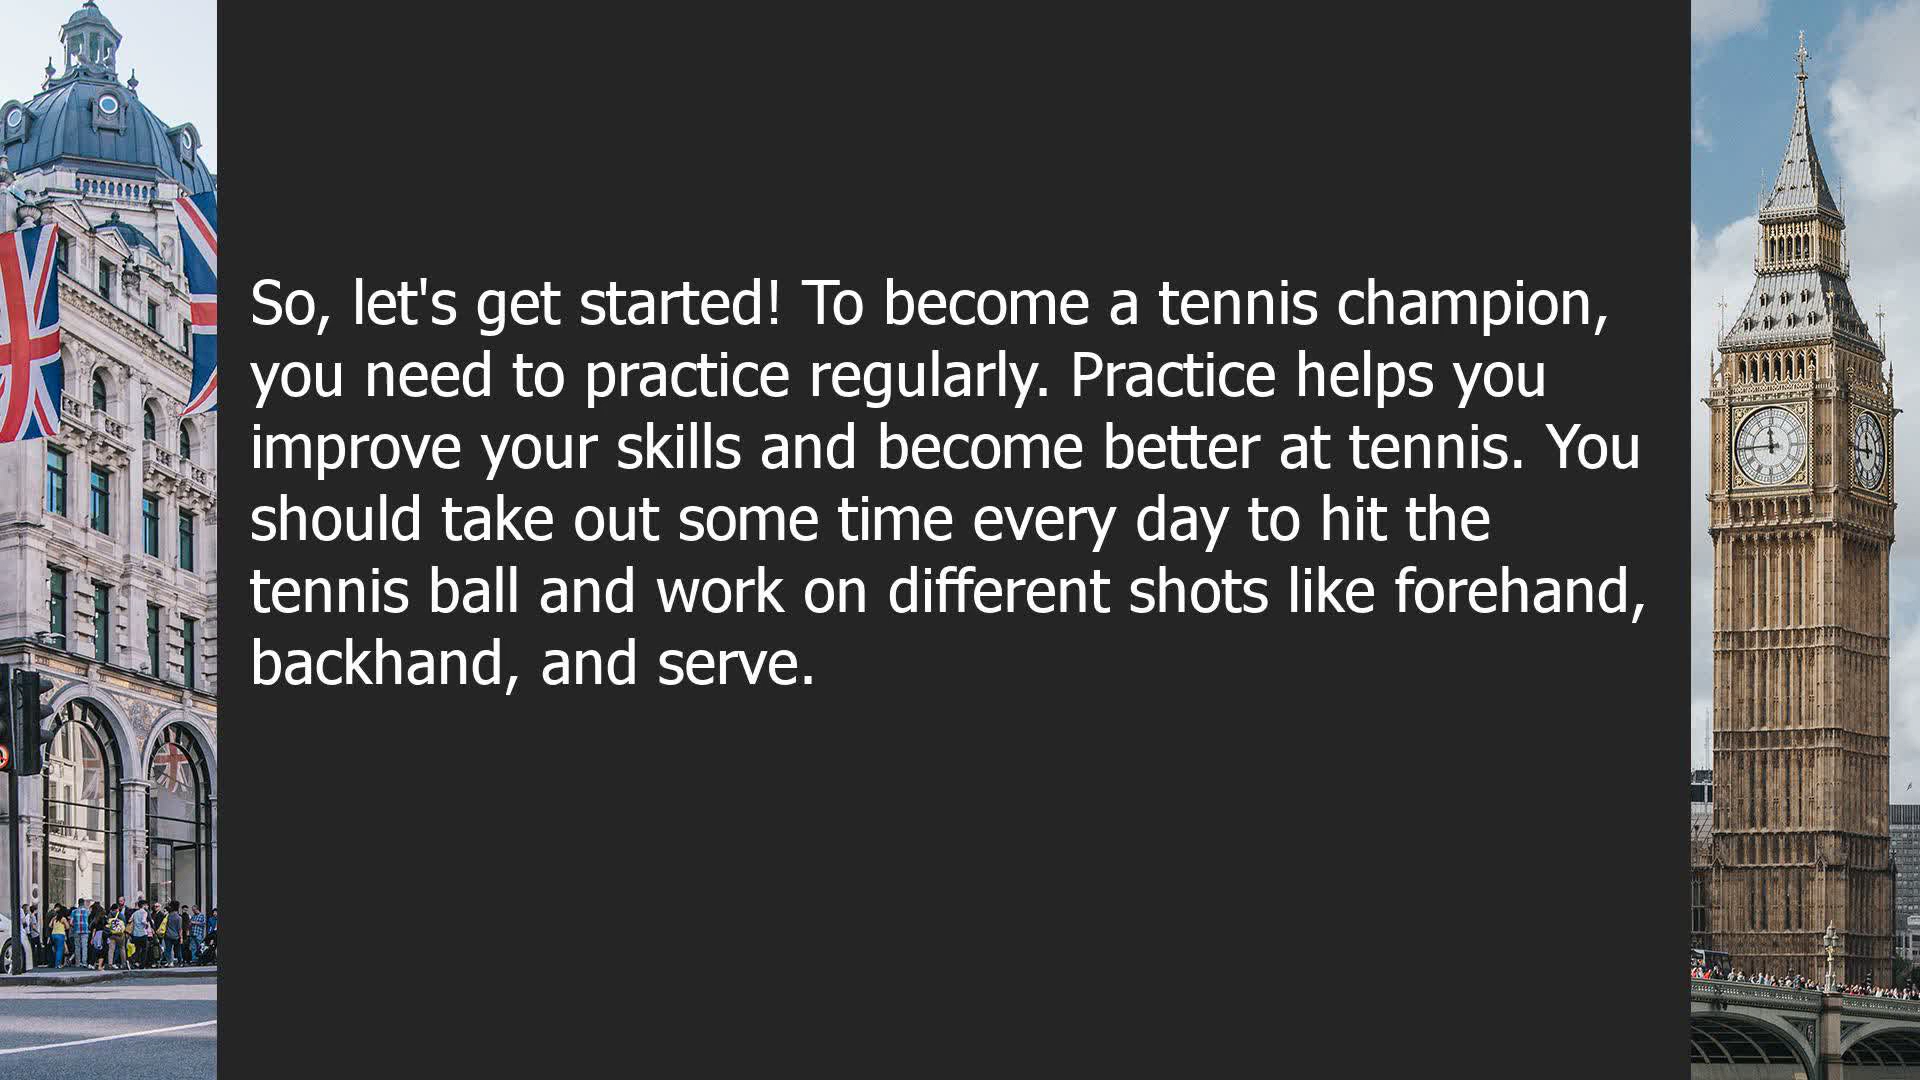 So, let's get started! To become a tennis champion,
you need to practice regularly. Practice helps you
improve your skills and become better at tennis. You
should take out some time every day to hit the
tennis ball and work on different shots like forehand,
backhand, and serve.